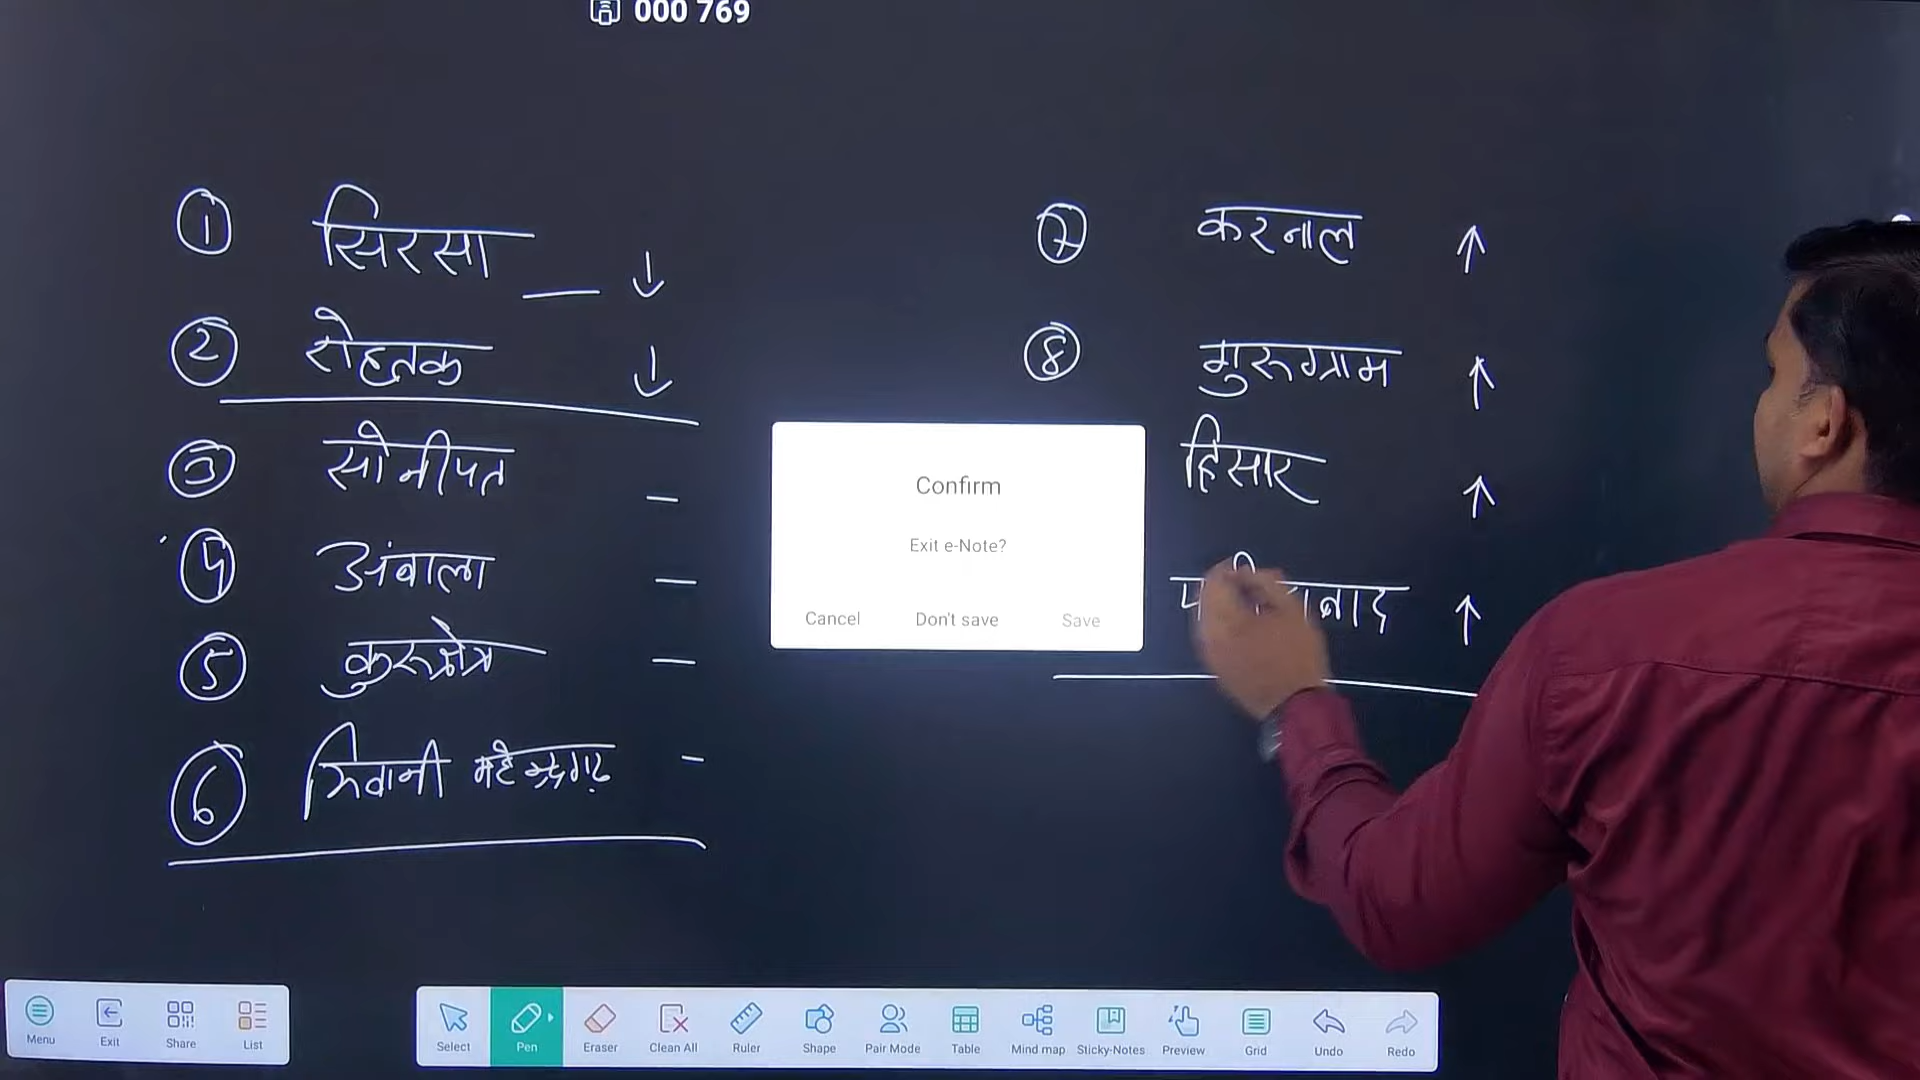 000 769
① सिरसा — ↓
② रोहतक ↓
③ सोनीपत –
④ अंबाला –
⑤ कुरूक्षेत्र –
⑥ भिवानी महेन्द्रगढ़ –
⑦ करनाल ↑
⑧ गुरूग्राम ↑
हिसार ↑
↑
Confirm
Exit e-Note?
Cancel Don't save Save
Menu Exit Share List
Select Pen Eraser Clean All Ruler Shape Pair Mode Table Mind map Sticky-Notes Preview Grid Undo Redo